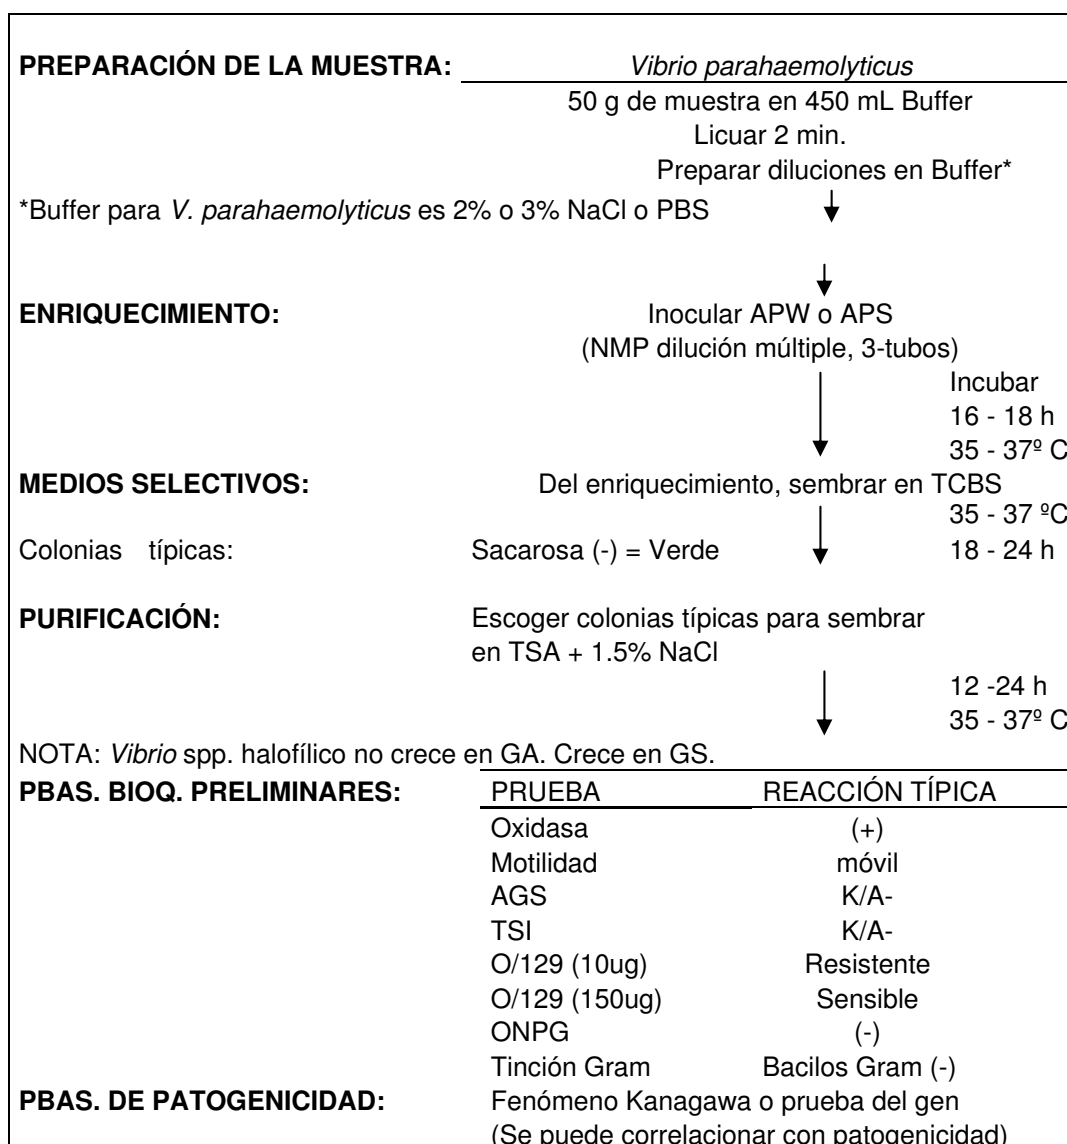 PREPARACIÓN DE LA MUESTRA: Vibrio parahaemolyticus
50 g de muestra en 450 mL Buffer
Licuar 2 min.
Preparar diluciones en Buffer*
*Buffer para V. parahaemolyticus es 2% o 3% NaCl o PBS
ENRIQUECIMIENTO: Inocular APW o APS
(NMP dilución múltiple, 3-tubos)
Incubar
16 - 18 h
35 - 37º C
MEDIOS SELECTIVOS: Del enriquecimiento, sembrar en TCBS
35 - 37 ºC
Colonias típicas: Sacarosa (-) = Verde 18 - 24 h
PURIFICACIÓN: Escoger colonias típicas para sembrar
en TSA + 1.5% NaCl
12 -24 h
35 - 37º C
NOTA: Vibrio spp. halofílico no crece en GA. Crece en GS.
PBAS. BIOQ. PRELIMINARES: PRUEBA REACCIÓN TÍPICA
Oxidasa (+)
Motilidad móvil
AGS K/A-
TSI K/A-
O/129 (10ug) Resistente
O/129 (150ug) Sensible
ONPG (-)
Tinción Gram Bacilos Gram (-)
PBAS. DE PATOGENICIDAD: Fenómeno Kanagawa o prueba del gen
(Se puede correlacionar con patogenicidad)